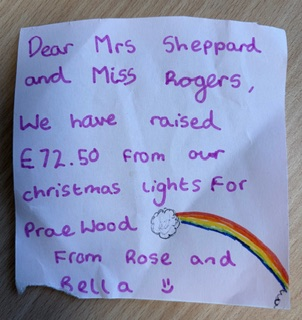 Dear Mrs Sheppard
and Miss Rogers,
We have raised
£72.50 from our
christmas lights For
Prae Wood
From Rose and
Bella